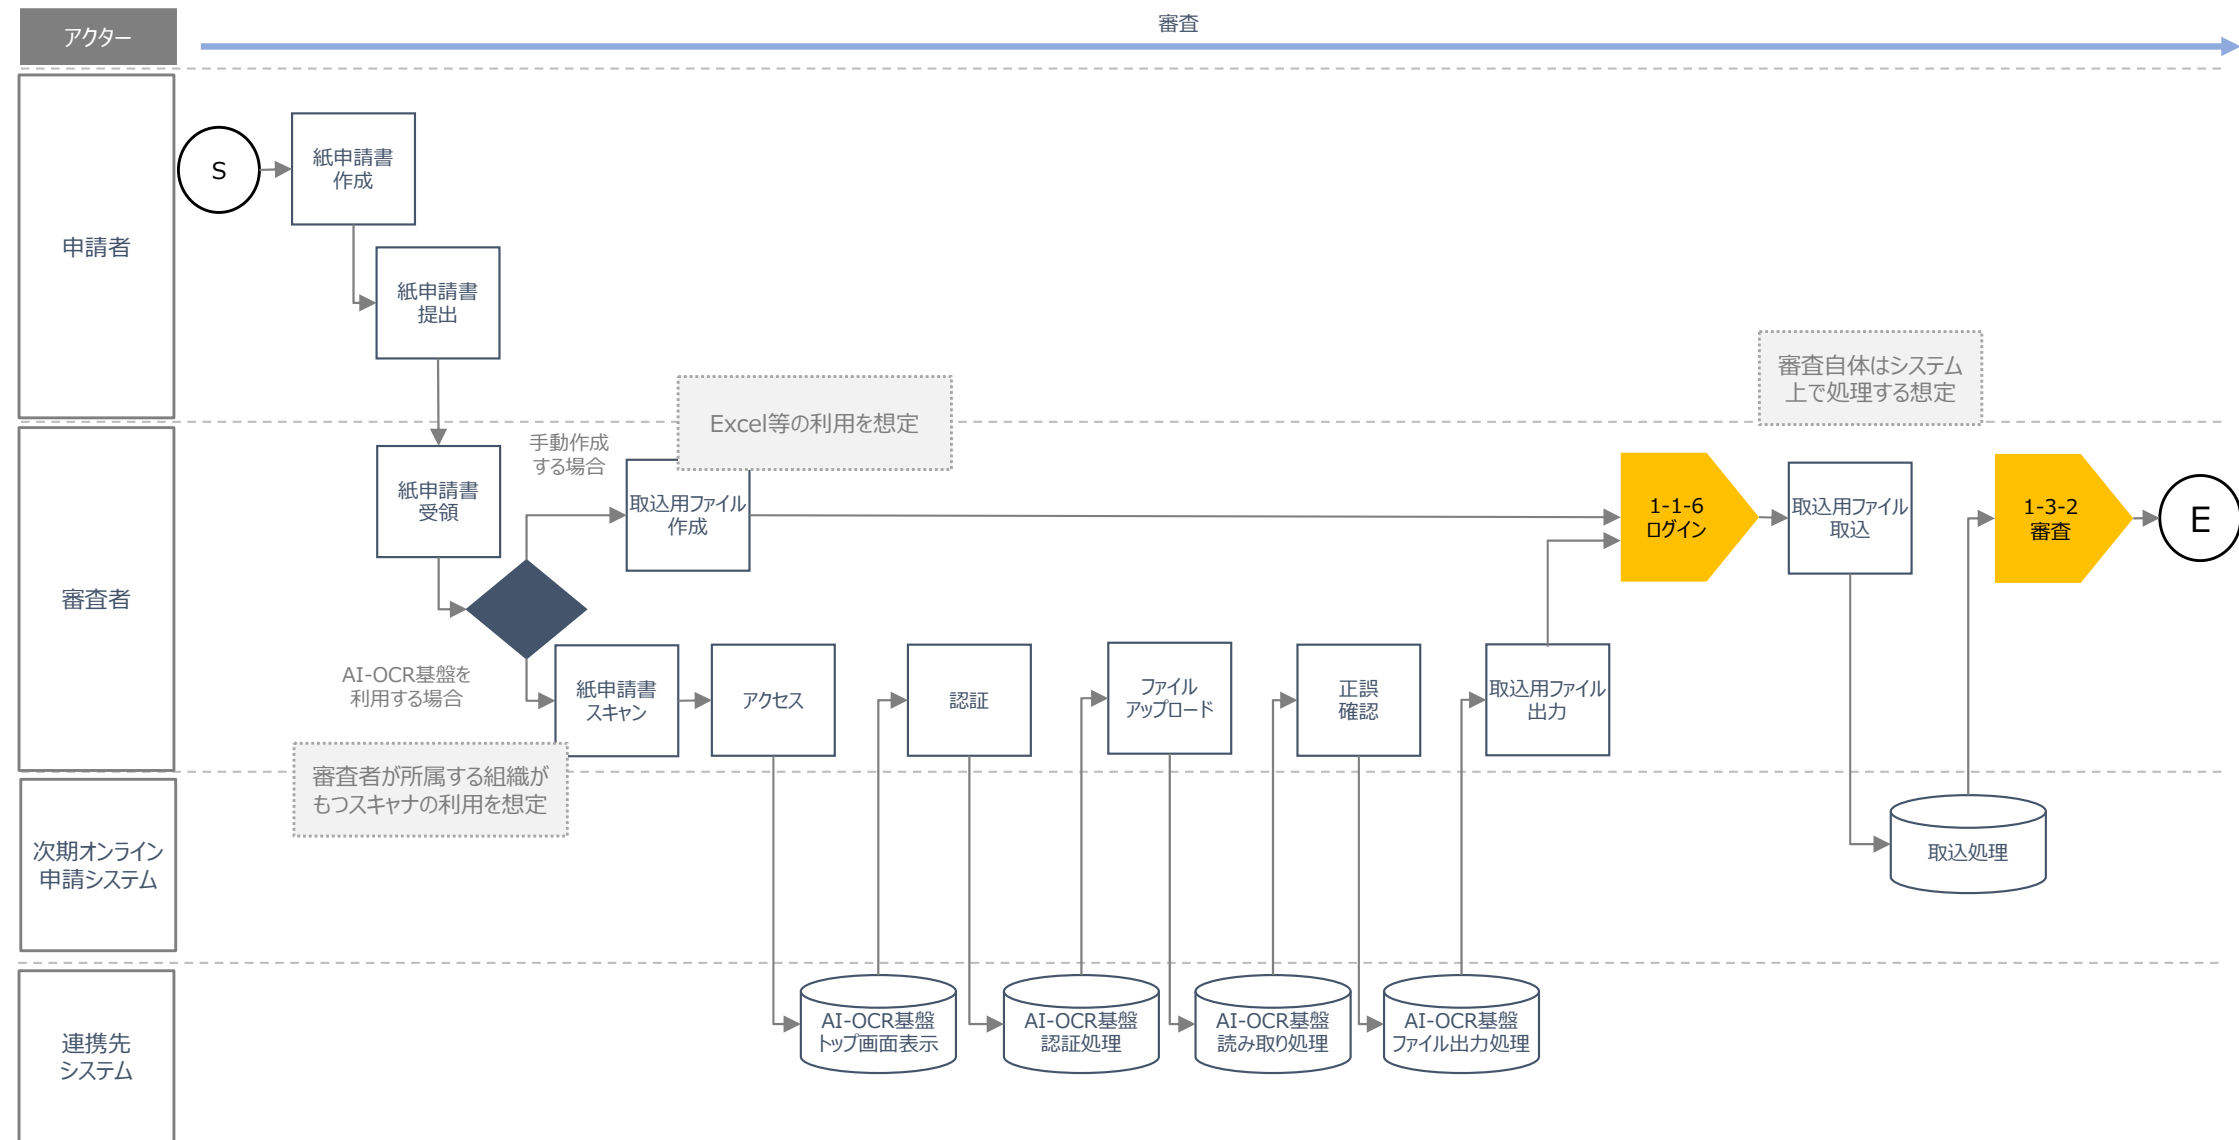 アクター
審査
申請者
S
紙申請書
作成
紙申請書
提出
Excel等の利用を想定
審査自体はシステム
上で処理する想定
審査者
紙申請書
受領
手動作成
する場合
取込用ファイル
作成
1-1-6
ログイン
取込用ファイル
取込
1-3-2
審査
E
AI-OCR基盤を
利用する場合
紙申請書
スキャン
アクセス
認証
ファイル
アップロード
正誤
確認
取込用ファイル
出力
審査者が所属する組織が
もつスキャナの利用を想定
次期オンライン
申請システム
取込処理
連携先
システム
AI-OCR基盤
トップ画面表示
AI-OCR基盤
認証処理
AI-OCR基盤
読み取り処理
AI-OCR基盤
ファイル出力処理